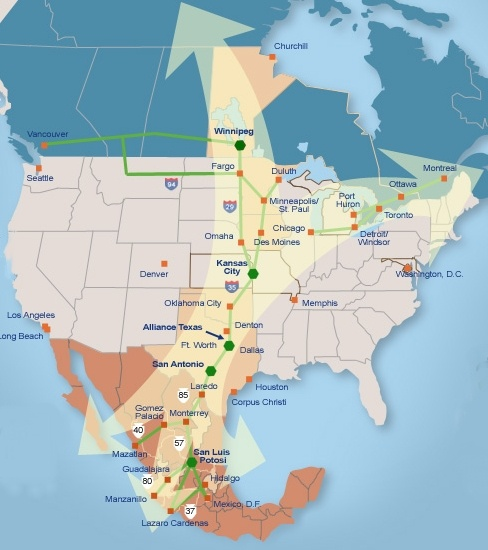 Churchill
Vancouver
Winnipeg
Seattle
Fargo
Duluth
94
29
Minneapolis/
St. Paul
Montreal
Ottawa
Port
Huron
Toronto
Chicago
Detroit/
Windsor
Omaha
Des Moines
Kansas
City
Denver
35
Washington, D.C.
Oklahoma City
Memphis
Los Angeles
Long Beach
Alliance Texas
Denton
Ft. Worth
Dallas
San Antonio
Laredo
Houston
Corpus Christi
85
Gomez
Palacio
Monterrey
40
57
Mazatlan
San Luis
Potosi
Guadalajara
80
Hidalgo
Manzanillo
Mexico, D.F.
37
Lazaro Cardenas